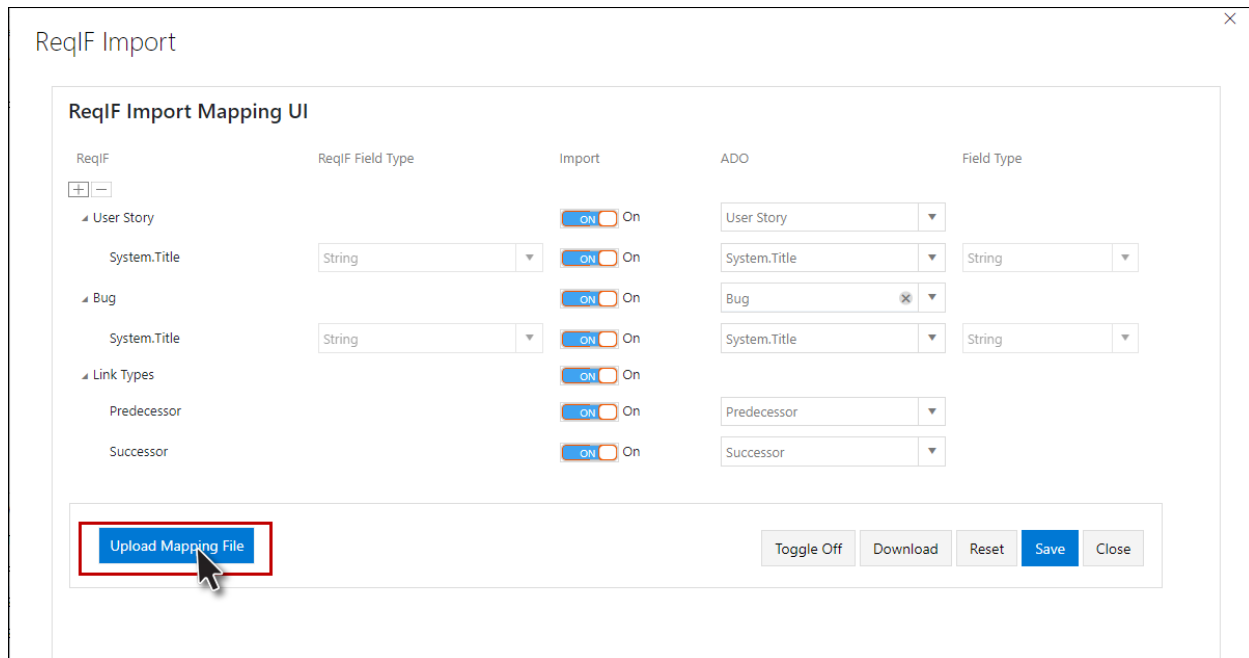 ReqIF Import
ReqIF Import Mapping UI
ReqIF ReqIF Field Type Import ADO Field Type
User Story ON On User Story
System.Title String ON On System.Title String
Bug ON On Bug
System.Title String ON On System.Title String
Link Types ON On
Predecessor ON On Predecessor
Successor ON On Successor
Upload Mapping File Toggle Off Download Reset Save Close